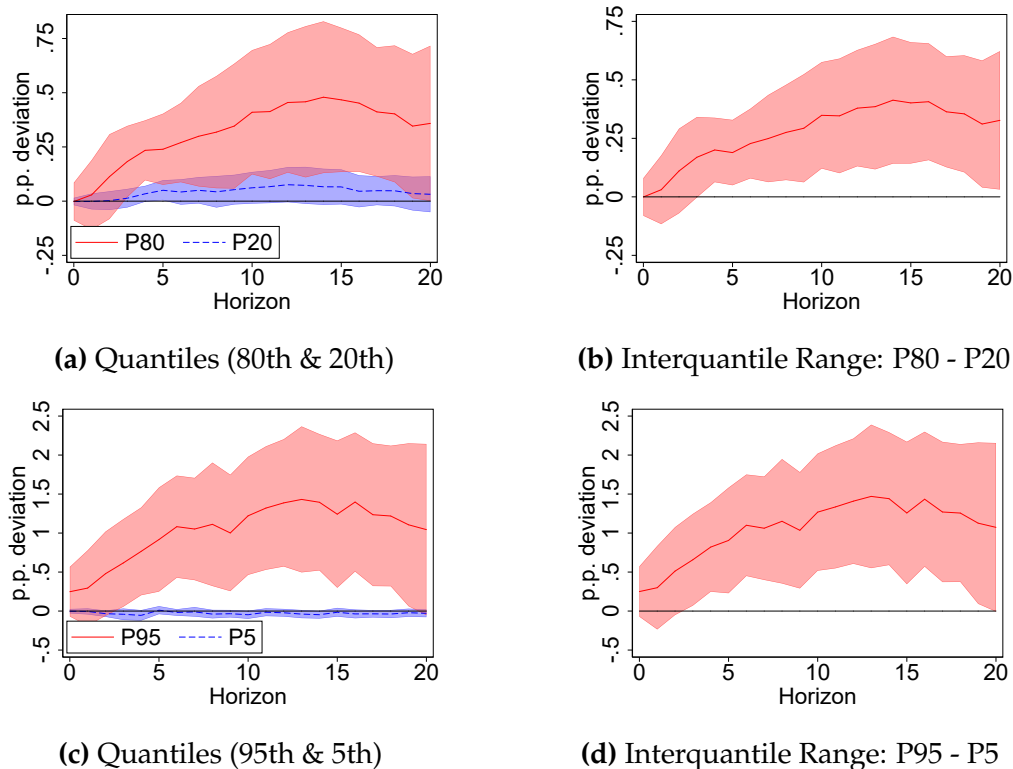 p.p. deviation
-.25 0 .25 .5 .75
P80 P20
0 5 10 15 20
Horizon
(a) Quantiles (80th & 20th)
p.p. deviation
-.25 0 .25 .5 .75
0 5 10 15 20
Horizon
(b) Interquantile Range: P80 - P20
p.p. deviation
-.5 0 .5 1 1.5 2 2.5
P95 P5
0 5 10 15 20
Horizon
(c) Quantiles (95th & 5th)
p.p. deviation
-.5 0 .5 1 1.5 2 2.5
0 5 10 15 20
Horizon
(d) Interquantile Range: P95 - P5